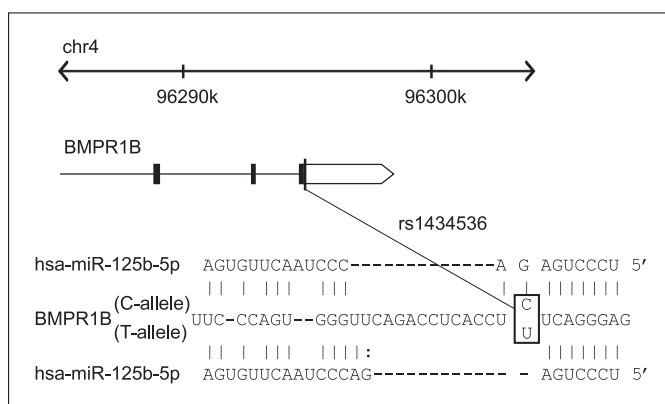 chr4
96290k 96300k
BMPR1B
rs1434536
hsa-miR-125b-5p AGUGUUCAAUCCC------------A G AGUCCCU 5'
(C-allele) C
BMPR1B UUC-CCAGU--GGGUUCAGACCUCACCU UCAGGGAG
(T-allele) U
hsa-miR-125b-5p AGUGUUCAAUCCCAG----------- - AGUCCCU 5'